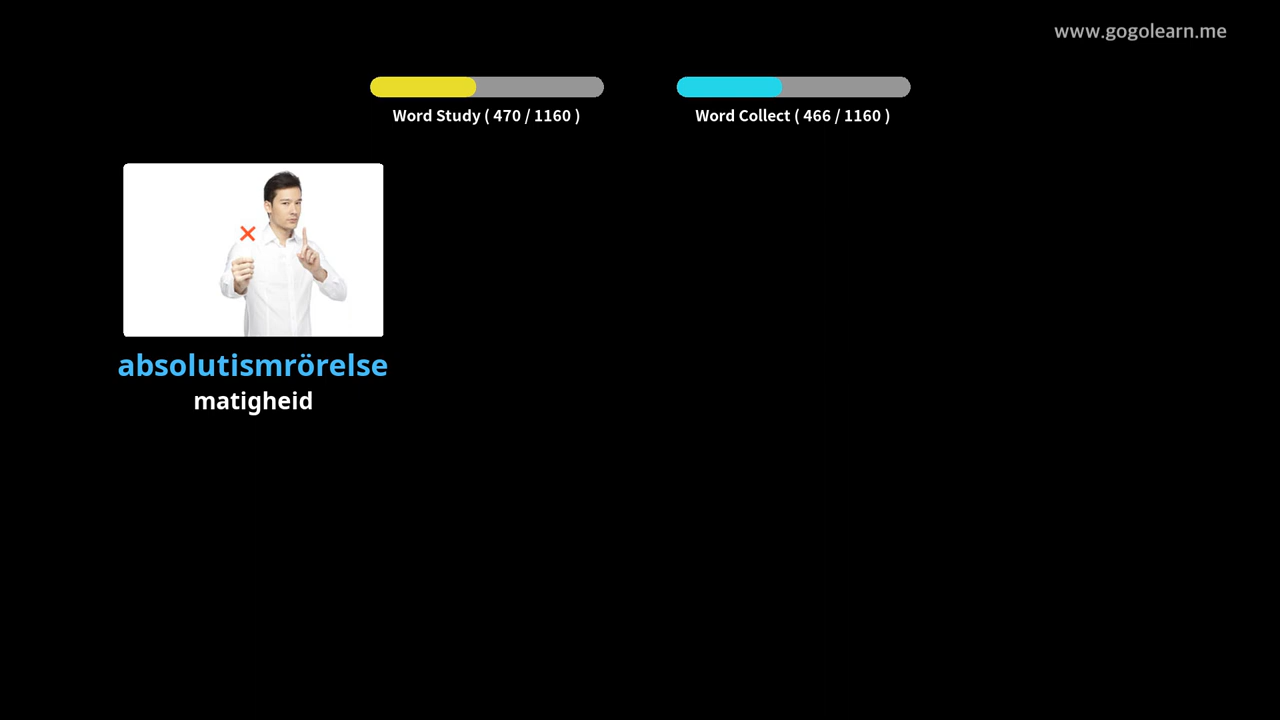 www.gogolearn.me
Word Study ( 470 / 1160 )
Word Collect ( 466 / 1160 )
absolutismrörelse
matigheid